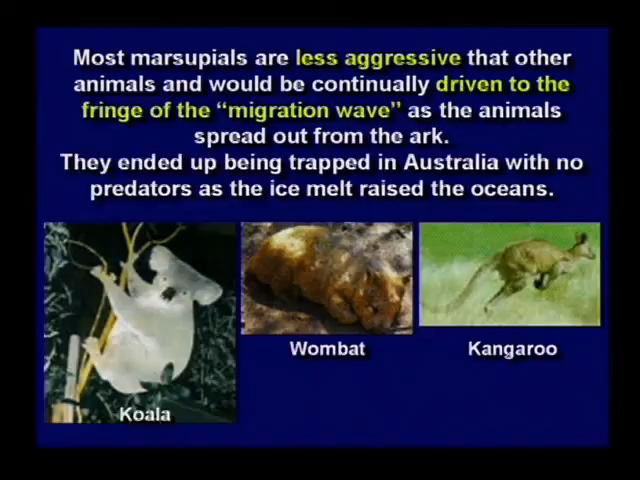 Most marsupials are less aggressive that other
animals and would be continually driven to the
fringe of the “migration wave” as the animals
spread out from the ark.
They ended up being trapped in Australia with no
predators as the ice melt raised the oceans.
Wombat
Kangaroo
Koala